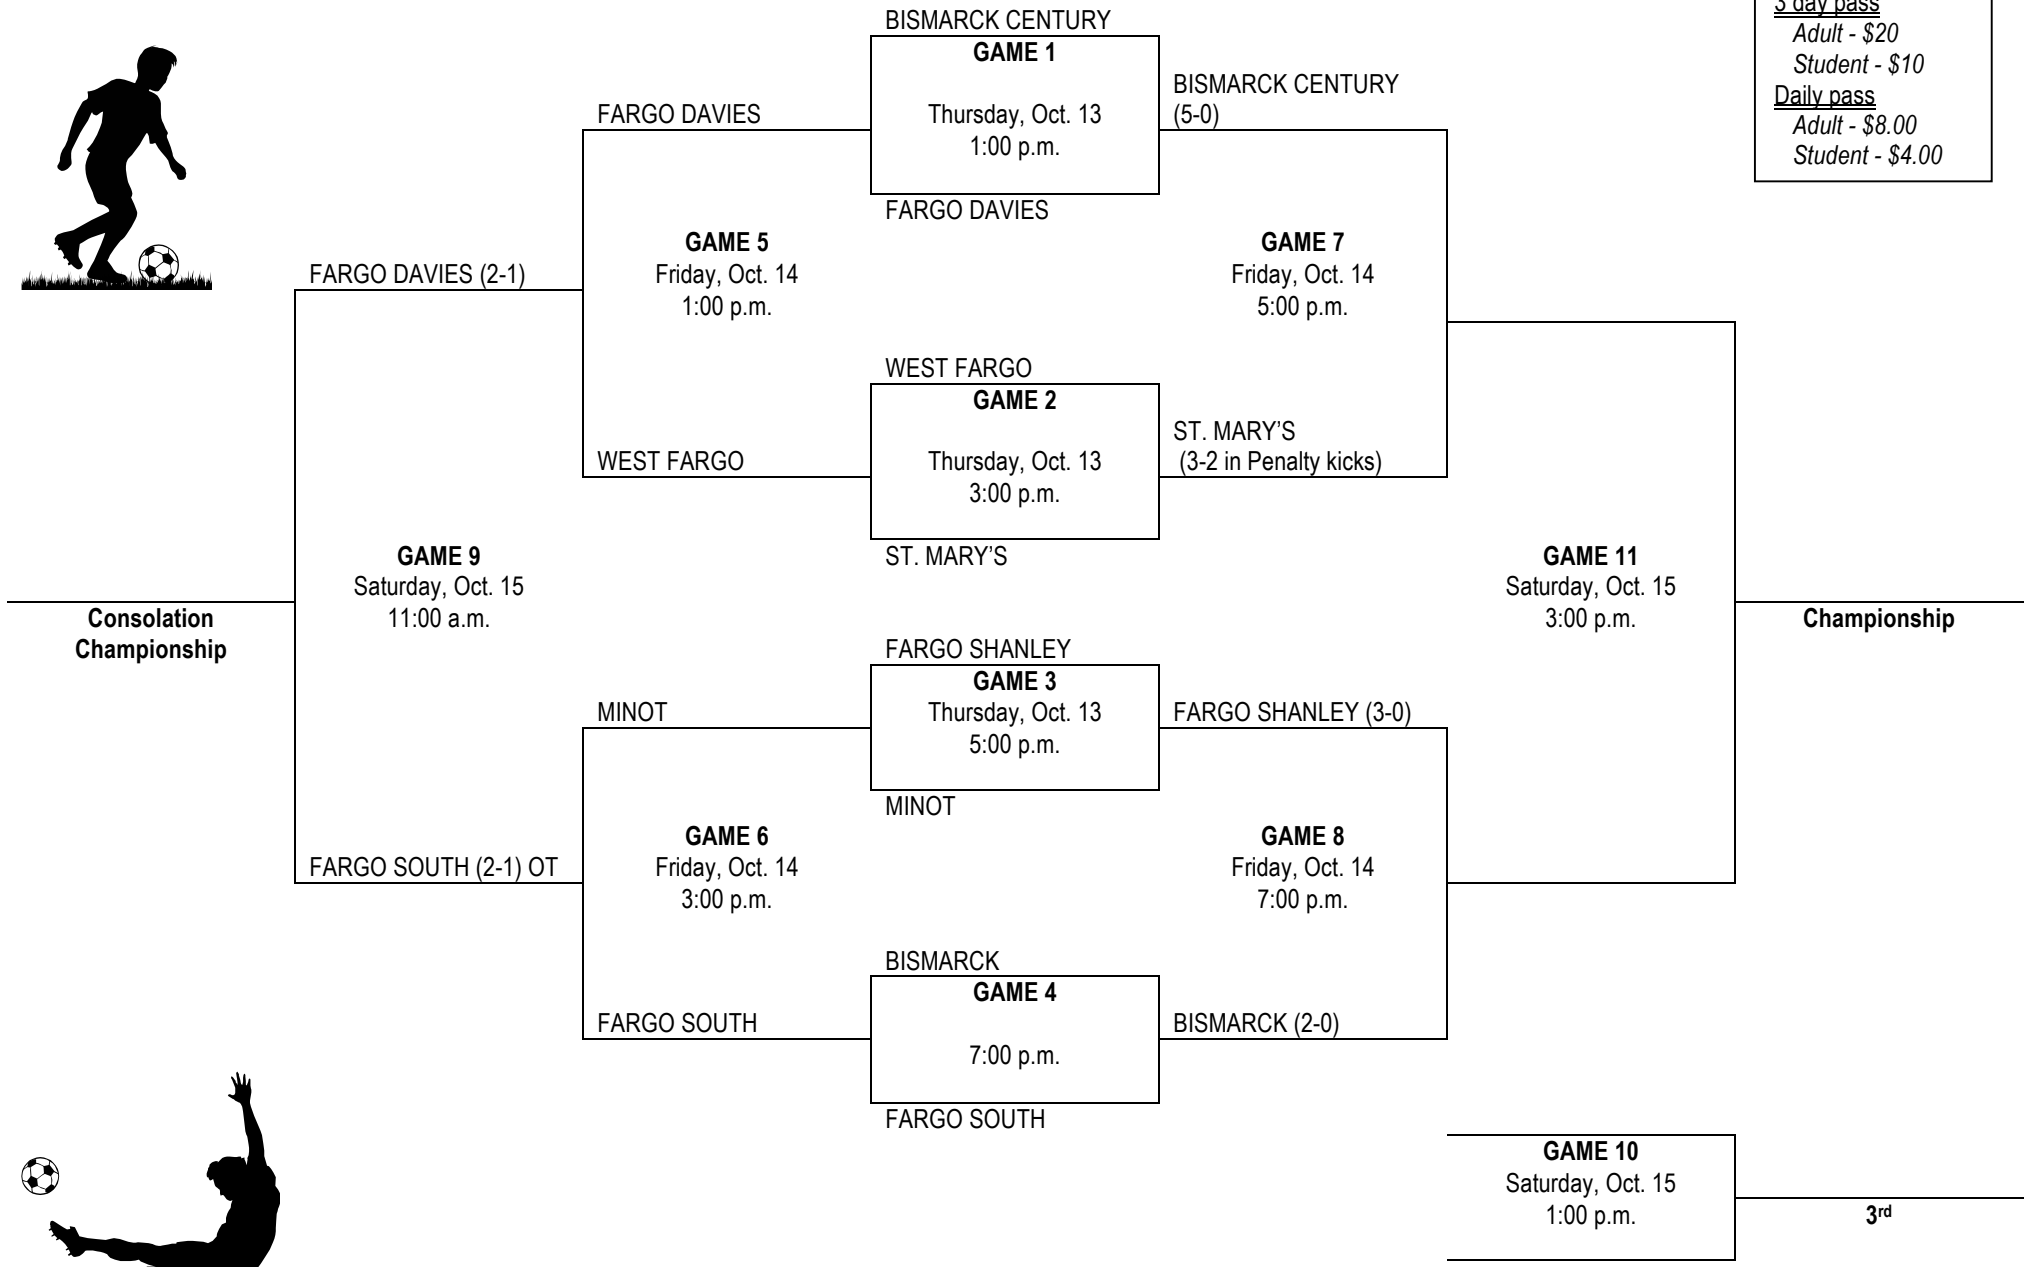 BISMARCK CENTURY
GAME 1
Thursday, Oct. 13
1:00 p.m.
FARGO DAVIES
3 day pass
Adult - $20
Student - $10
Daily pass
Adult - $8.00
Student - $4.00
FARGO DAVIES
BISMARCK CENTURY
(5-0)
FARGO DAVIES (2-1)
GAME 5
Friday, Oct. 14
1:00 p.m.
GAME 7
Friday, Oct. 14
5:00 p.m.
WEST FARGO
GAME 2
Thursday, Oct. 13
3:00 p.m.
ST. MARY’S
WEST FARGO
ST. MARY’S
(3-2 in Penalty kicks)
GAME 9
Saturday, Oct. 15
11:00 a.m.
Consolation
Championship
GAME 11
Saturday, Oct. 15
3:00 p.m.
Championship
FARGO SHANLEY
GAME 3
Thursday, Oct. 13
5:00 p.m.
MINOT
MINOT
FARGO SHANLEY (3-0)
FARGO SOUTH (2-1) OT
GAME 6
Friday, Oct. 14
3:00 p.m.
GAME 8
Friday, Oct. 14
7:00 p.m.
BISMARCK
GAME 4
7:00 p.m.
FARGO SOUTH
FARGO SOUTH
BISMARCK (2-0)
GAME 10
Saturday, Oct. 15
1:00 p.m.
3rd